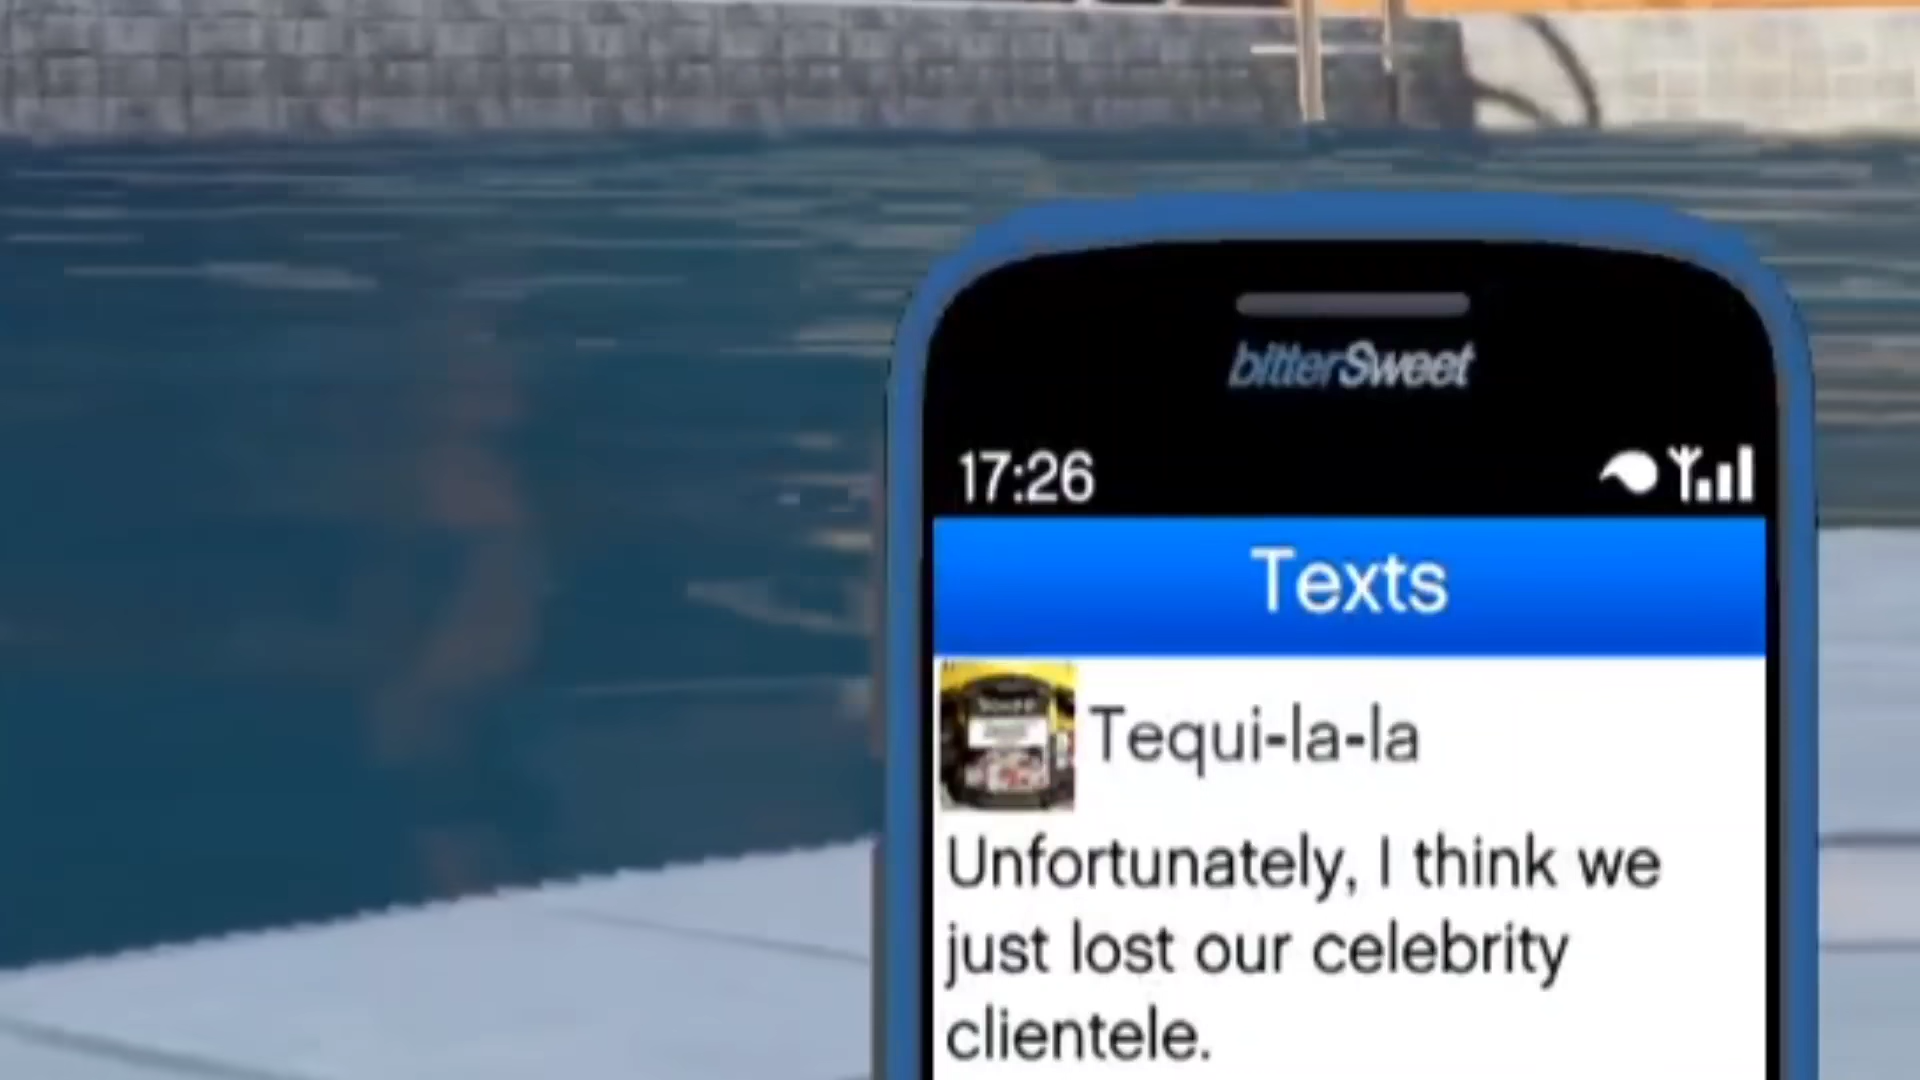 bitterSweet
17:26
Texts
Tequi-la-la
Unfortunately, I think we
just lost our celebrity
clientele.